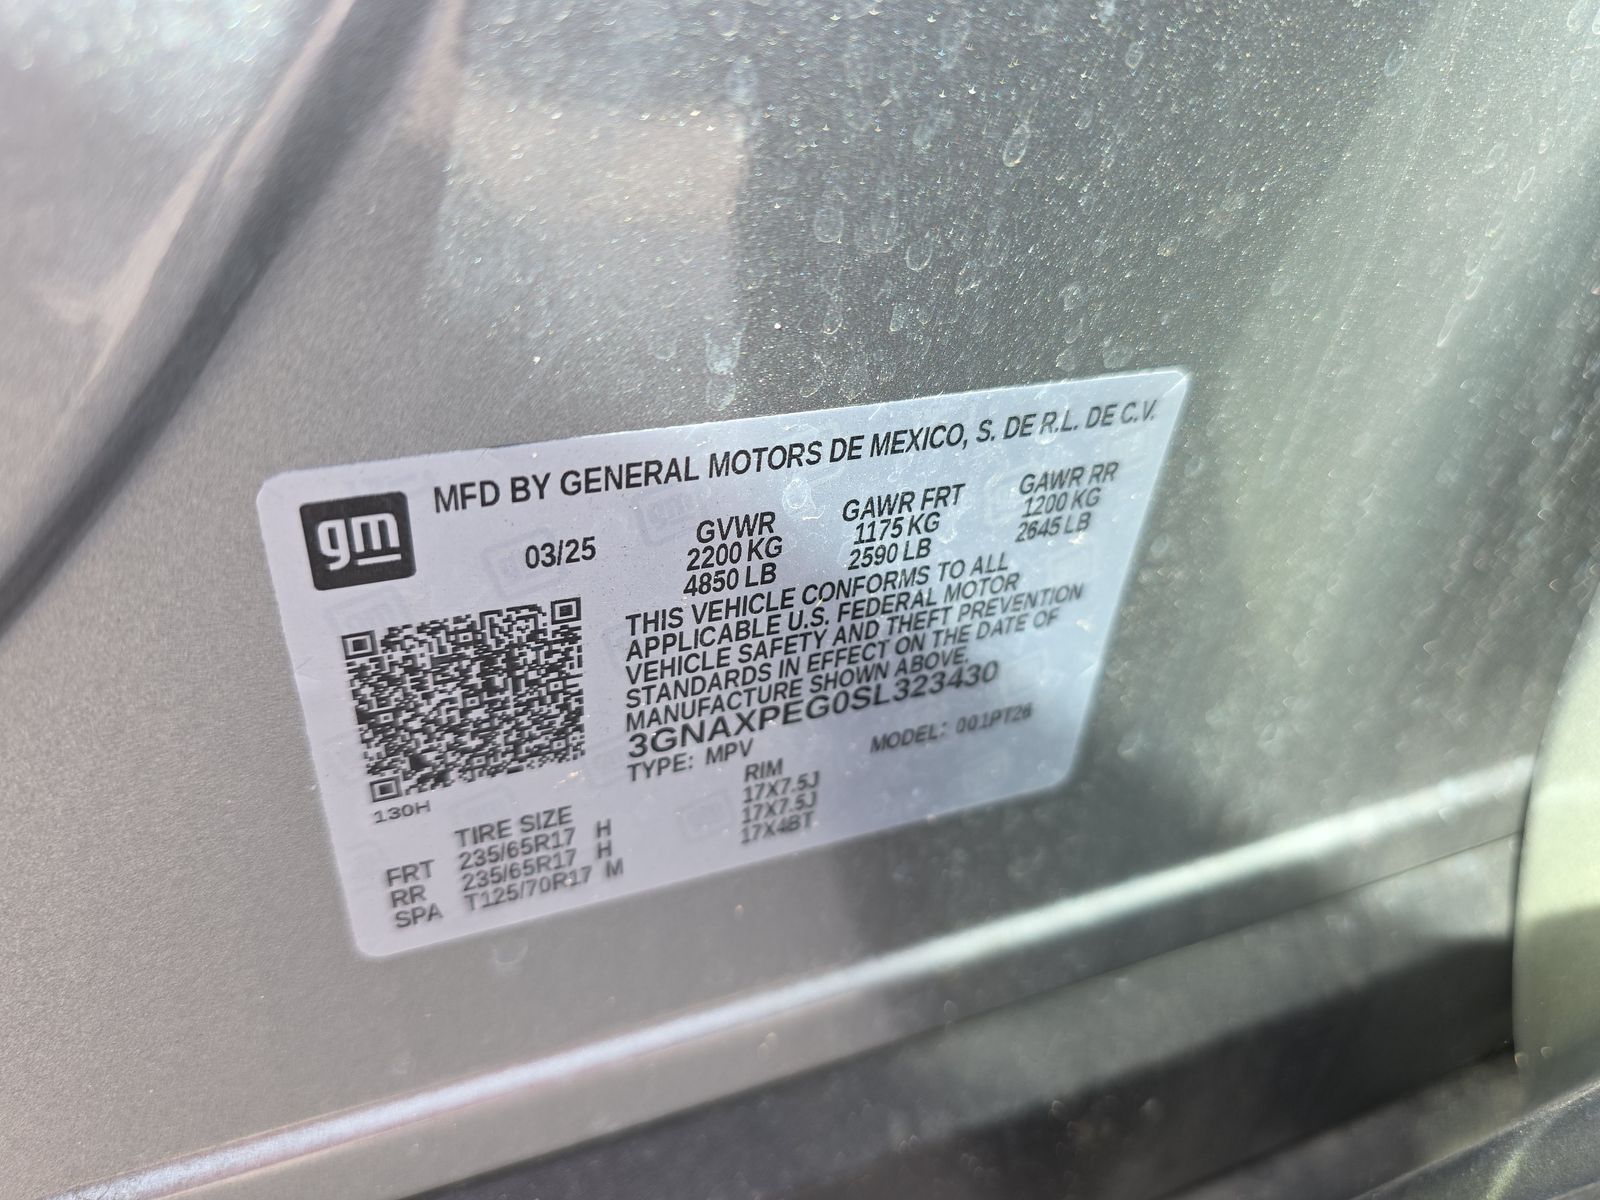 MFD BY GENERAL MOTORS DE MEXICO, S. DE R.L. DE C.V.
gm
03/25
GVWR
2200 KG
4850 LB
GAWR FRT
1175 KG
2590 LB
GAWR RR
1200 KG
2645 LB
THIS VEHICLE CONFORMS TO ALL
APPLICABLE U.S. FEDERAL MOTOR
VEHICLE SAFETY AND THEFT PREVENTION
STANDARDS IN EFFECT ON THE DATE OF
MANUFACTURE SHOWN ABOVE.
3GNAXPEG0SL323430
TYPE: MPV MODEL: 001PT26
130H
TIRE SIZE RIM
FRT 235/65R17 H 17X7.5J
RR 235/65R17 H 17X7.5J
SPA T125/70R17 M 17X4BT